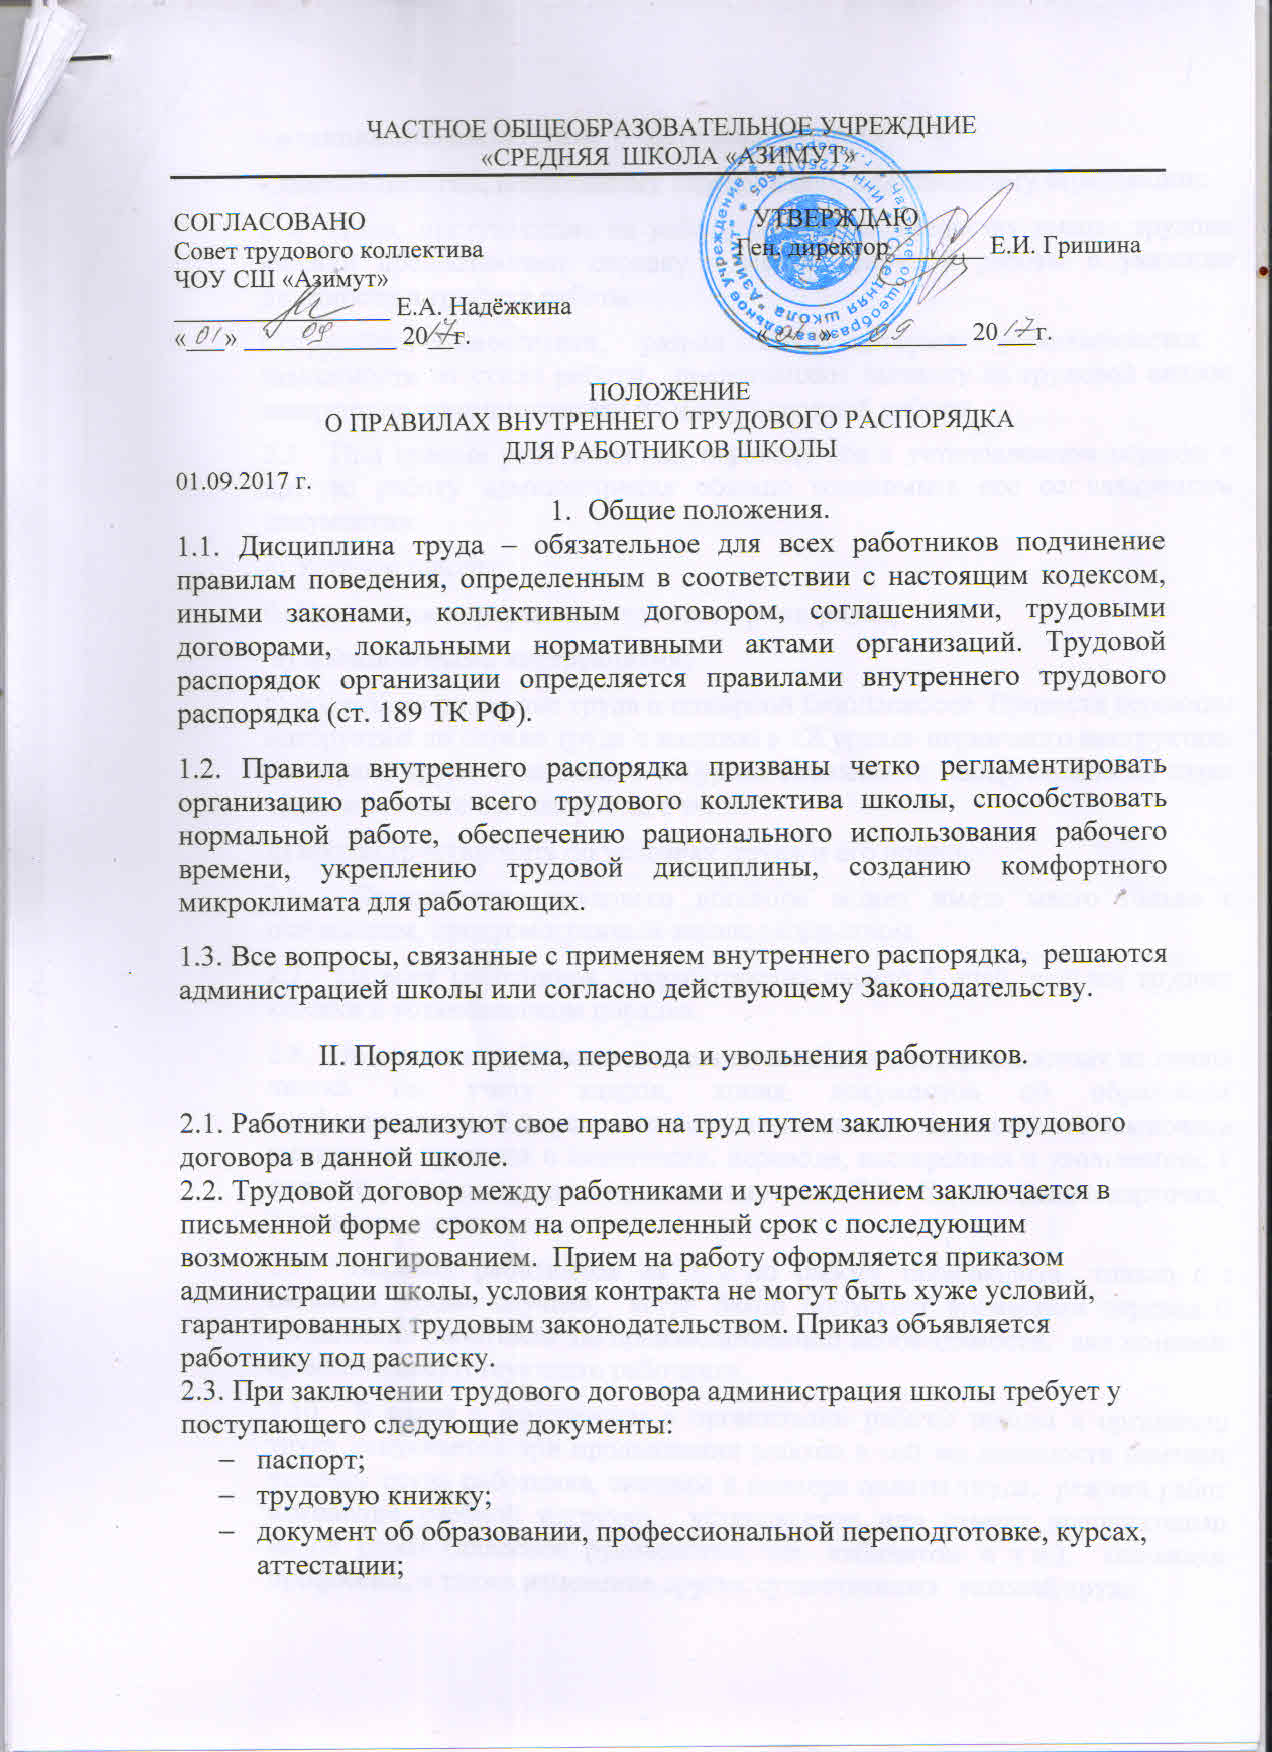 ЧАСТНОЕ ОБЩЕОБРАЗОВАТЕЛЬНОЕ УЧРЕЖДНИЕ
«СРЕДНЯЯ ШКОЛА «АЗИМУТ»
СОГЛАСОВАНО
УТВЕРЖДАЮ
Совет трудового коллектива
Ген. директор ________ Е.И. Гришина
ЧОУ СШ «Азимут»
_________________ Е.А. Надёжкина
«01» 09 2017г.
«01» 09 2017г.
ПОЛОЖЕНИЕ
О ПРАВИЛАХ ВНУТРЕННЕГО ТРУДОВОГО РАСПОРЯДКА
ДЛЯ РАБОТНИКОВ ШКОЛЫ
01.09.2017 г.
1. Общие положения.
1.1. Дисциплина труда – обязательное для всех работников подчинение
правилам поведения, определенным в соответствии с настоящим кодексом,
иными законами, коллективным договором, соглашениями, трудовыми
договорами, локальными нормативными актами организаций. Трудовой
распорядок организации определяется правилами внутреннего трудового
распорядка (ст. 189 ТК РФ).
1.2. Правила внутреннего распорядка призваны четко регламентировать
организацию работы всего трудового коллектива школы, способствовать
нормальной работе, обеспечению рационального использования рабочего
времени, укреплению трудовой дисциплины, созданию комфортного
микроклимата для работающих.
1.3. Все вопросы, связанные с применяем внутреннего распорядка, решаются
администрацией школы или согласно действующему Законодательству.
II. Порядок приема, перевода и увольнения работников.
2.1. Работники реализуют свое право на труд путем заключения трудового
договора в данной школе.
2.2. Трудовой договор между работниками и учреждением заключается в
письменной форме сроком на определенный срок с последующим
возможным лонгированием. Прием на работу оформляется приказом
администрации школы, условия контракта не могут быть хуже условий,
гарантированных трудовым законодательством. Приказ объявляется
работнику под расписку.
2.3. При заключении трудового договора администрация школы требует у
поступающего следующие документы:
– паспорт;
– трудовую книжку;
– документ об образовании, профессиональной переподготовке, курсах,
аттестации;